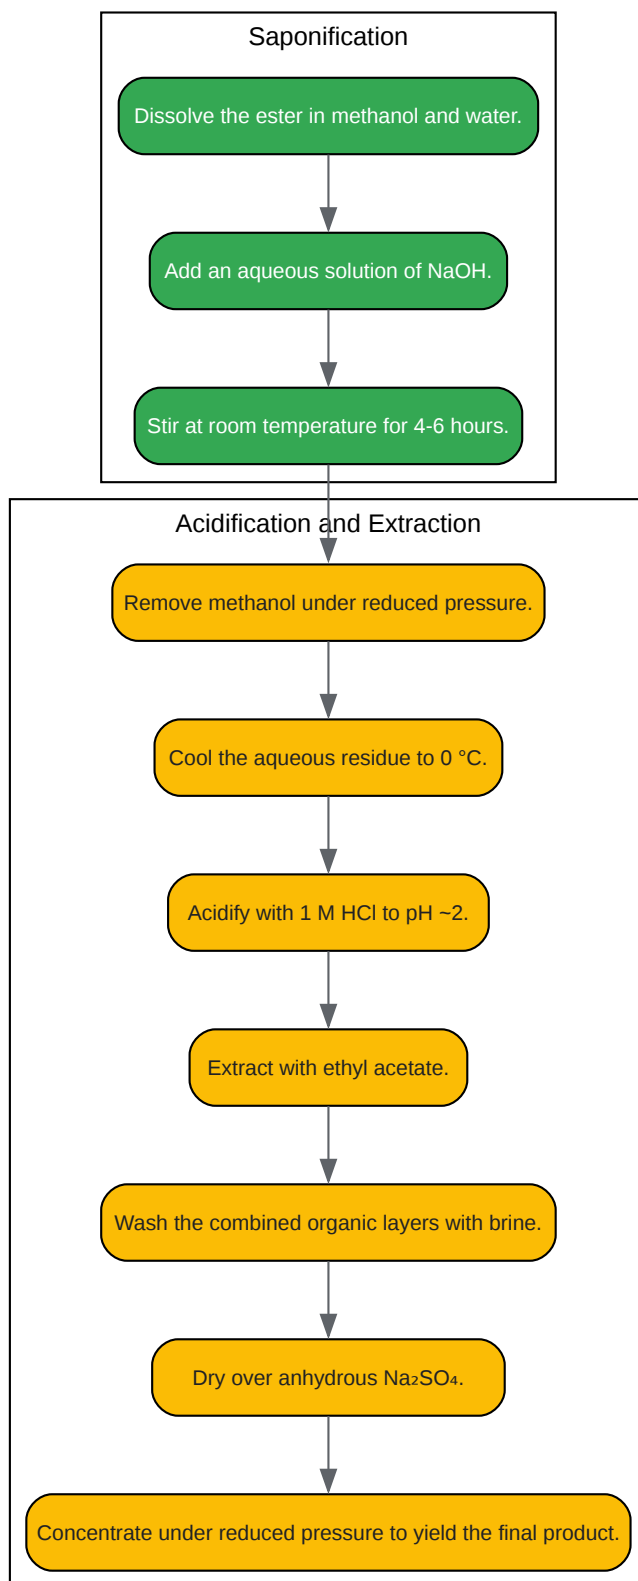 Saponification
Dissolve the ester in methanol and water.
Add an aqueous solution of NaOH.
Stir at room temperature for 4-6 hours.
Acidification and Extraction
Remove methanol under reduced pressure.
Cool the aqueous residue to 0 °C.
Acidify with 1 M HCl to pH ~2.
Extract with ethyl acetate.
Wash the combined organic layers with brine.
Dry over anhydrous Na₂SO₄.
Concentrate under reduced pressure to yield the final product.